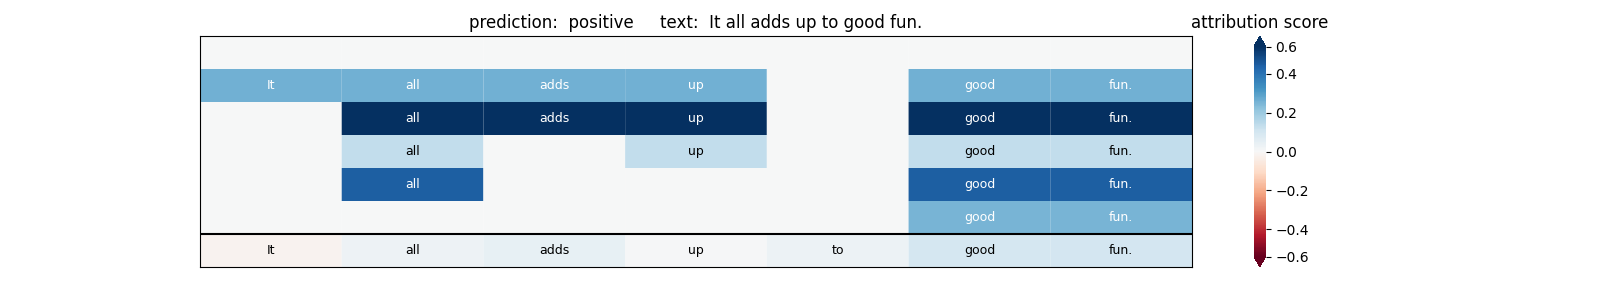 prediction:  positive     text:  It all adds up to good fun.
attribution score
It all adds up good fun.
all adds up good fun.
all up good fun.
all good fun.
good fun.
It all adds up to good fun.
0.6
0.4
0.2
0.0
−0.2
−0.4
−0.6